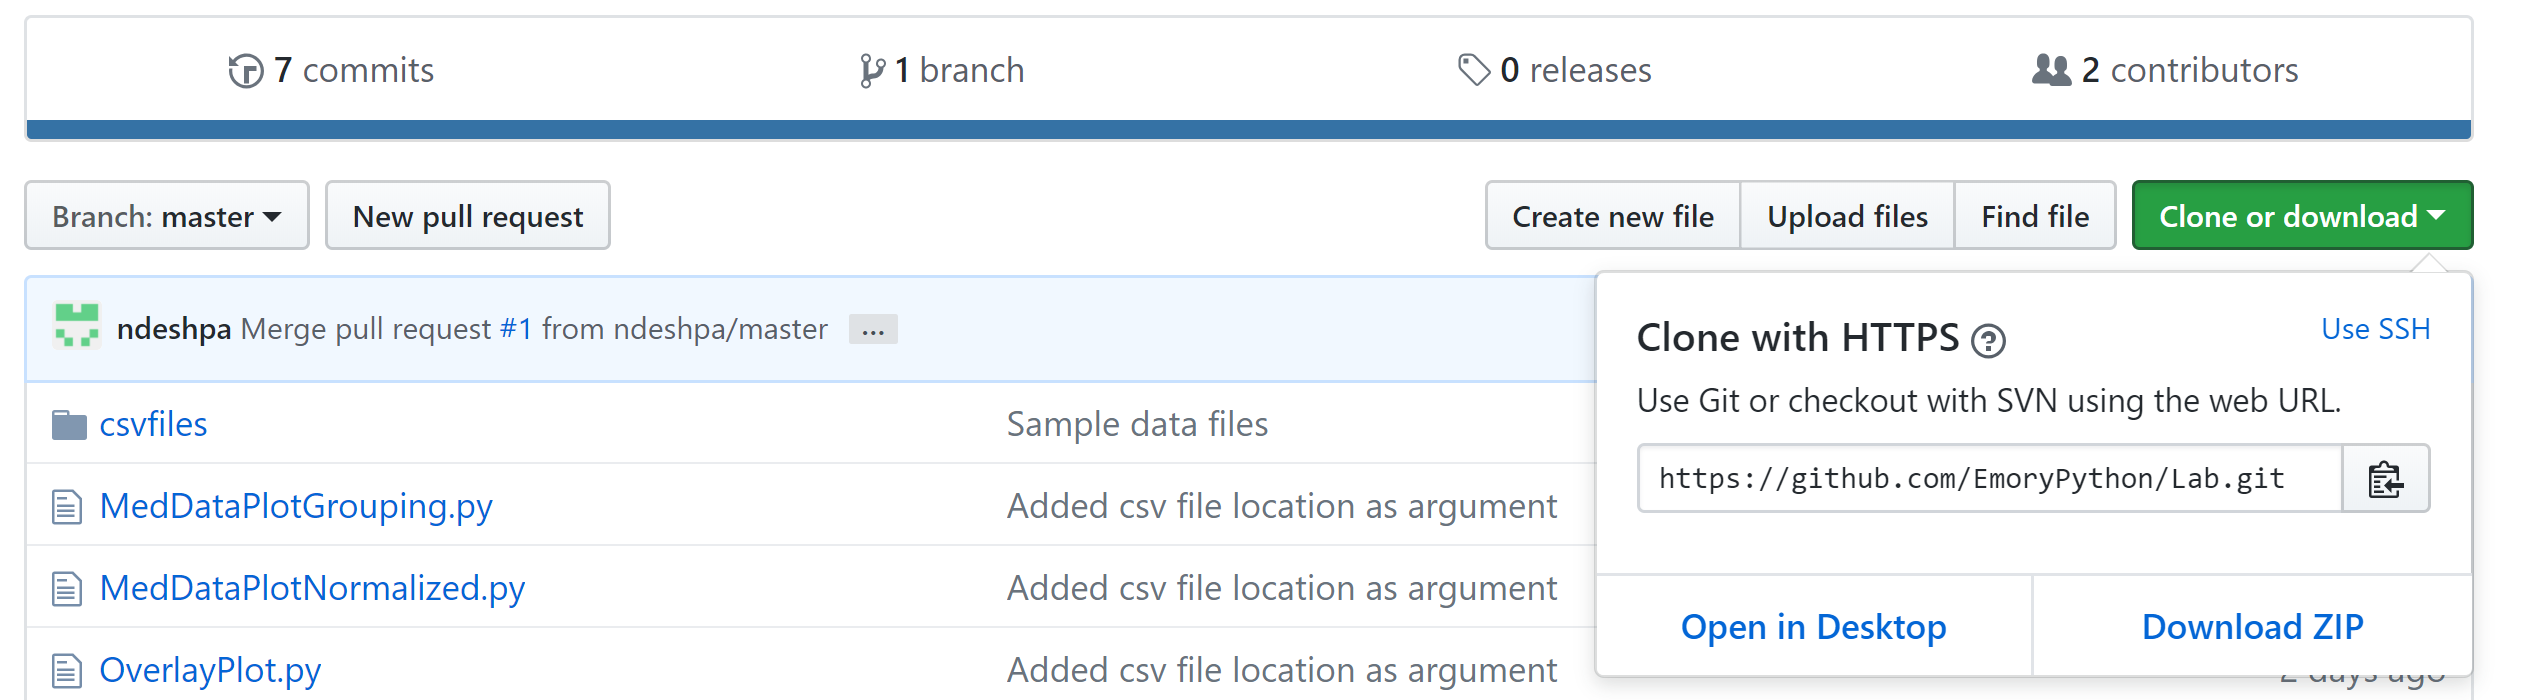 7 commits
1 branch
0 releases
2 contributors
Branch: master
New pull request
Create new file
Upload files
Find file
Clone or download
ndeshpa Merge pull request #1 from ndeshpa/master ...
Clone with HTTPS
Use SSH
Use Git or checkout with SVN using the web URL.
https://github.com/EmoryPython/Lab.git
Open in Desktop
Download ZIP
csvfiles
Sample data files
MedDataPlotGrouping.py
Added csv file location as argument
MedDataPlotNormalized.py
Added csv file location as argument
OverlayPlot.py
Added csv file location as argument
2 days ago